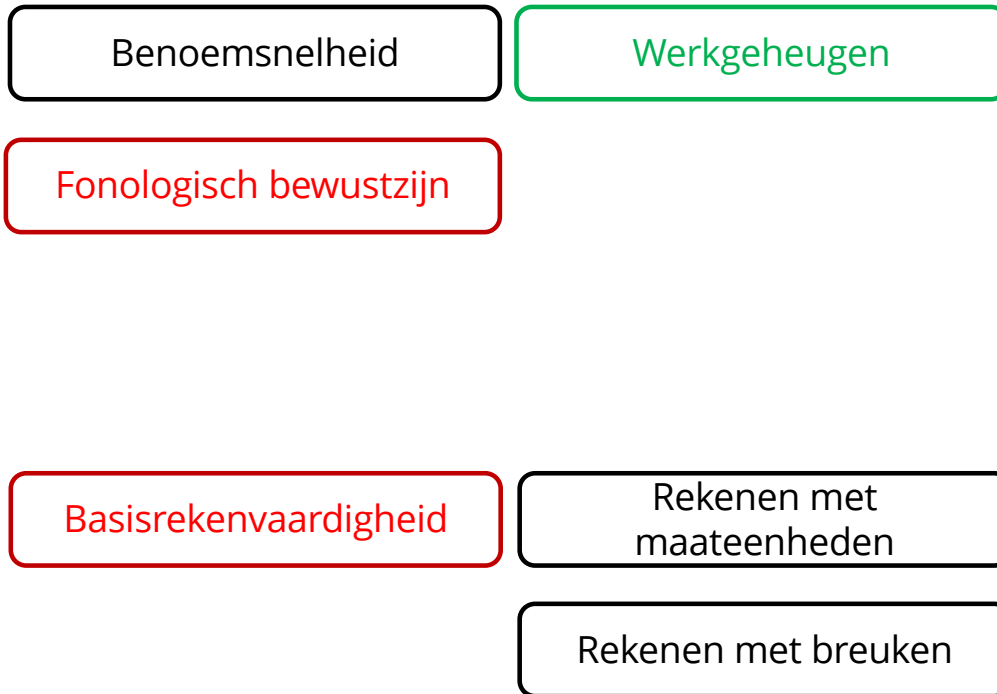 Benoemsnelheid
Werkgeheugen
Fonologisch bewustzijn
Basisrekenvaardigheid
Rekenen met
maateenheden
Rekenen met breuken